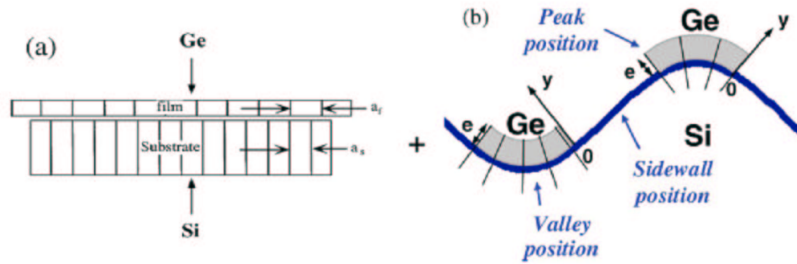 (a)
Ge
film
a_f
Substrate
a_s
Si
+
(b)
Peak
position
Ge
y
e
0
y
Ge
e
0
Si
Sidewall
position
Valley
position